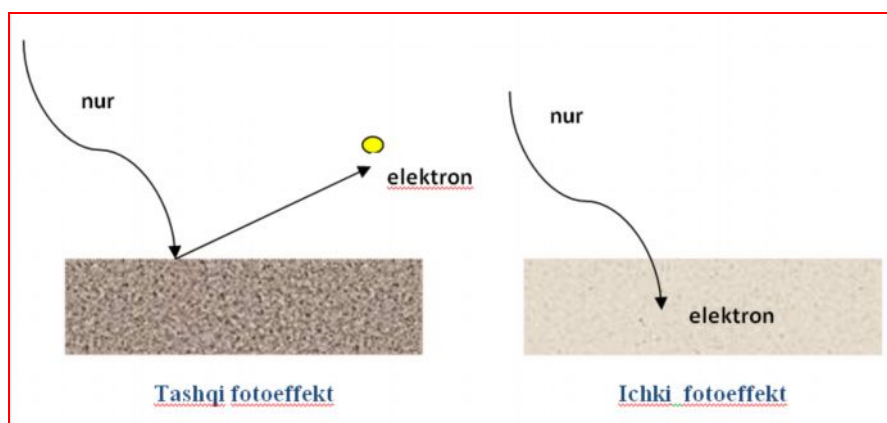 nur
elektron
Tashqi fotoeffekt
nur
elektron
Ichki fotoeffekt